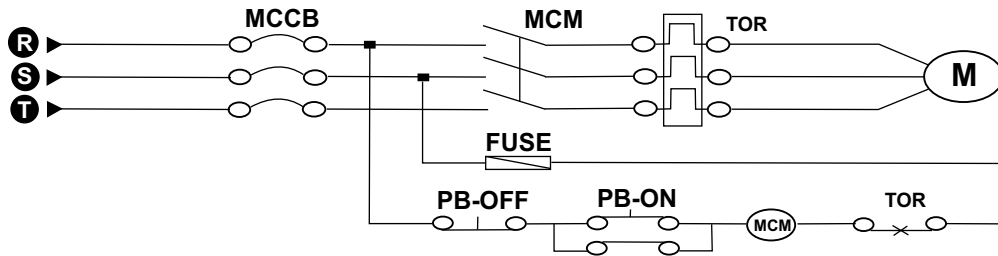 MCCB MCM TOR
R
S
M
T
FUSE
PB-OFF PB-ON TOR
MCM